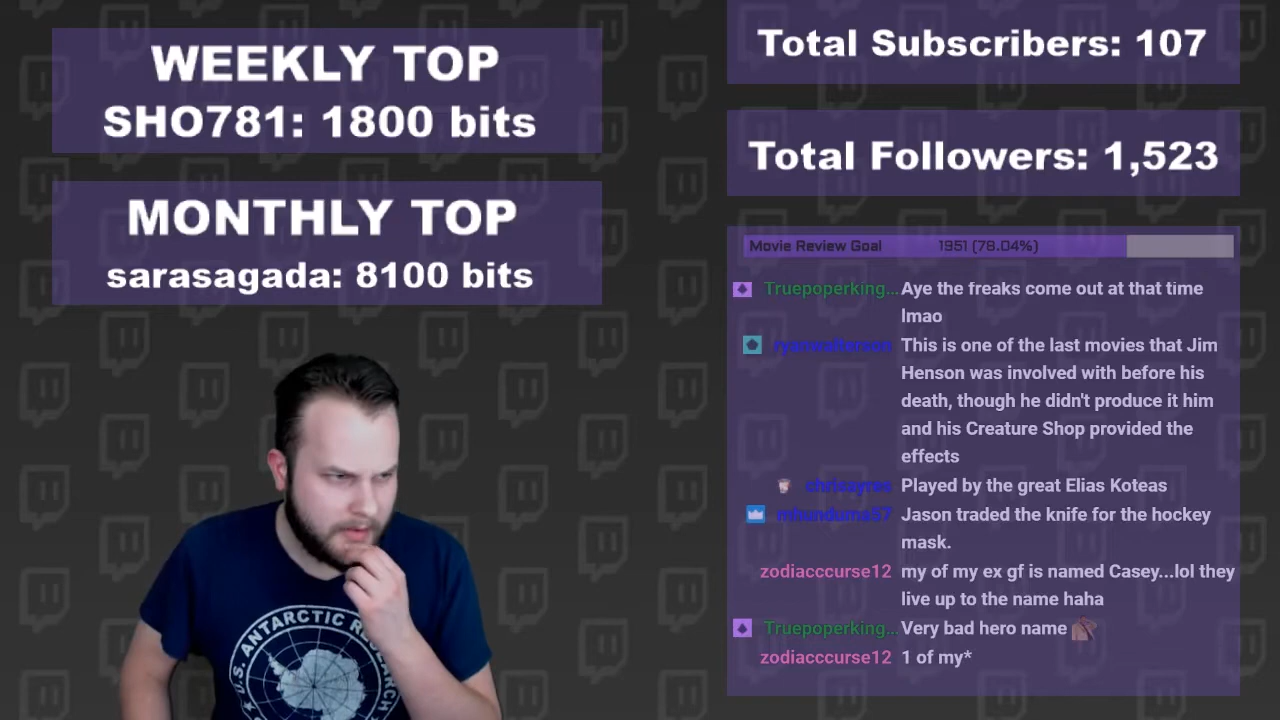 WEEKLY TOP
SHO781: 1800 bits
MONTHLY TOP
sarasagada: 8100 bits
Total Subscribers: 107
Total Followers: 1,523
Movie Review Goal 1951 (78.04%)
Truepoperking... Aye the freaks come out at that time
lmao
This is one of the last movies that Jim
Henson was involved with before his
death, though he didn't produce it him
and his Creature Shop provided the
effects
Played by the great Elias Koteas
mhunduma57 Jason traded the knife for the hockey
mask.
zodiacccurse12 my of my ex gf is named Casey...lol they
live up to the name haha
Truepoperking... Very bad hero name
zodiacccurse12 1 of my*
U.S. ANTARCTIC